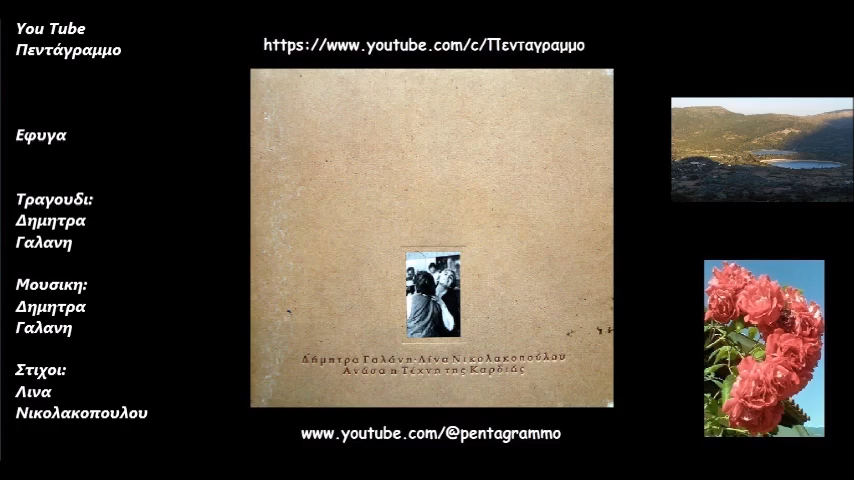 You Tube
Πεντάγραμμο
https://www.youtube.com/c/Πενταγραμμο
Εφυγα
Τραγουδι:
Δημητρα
Γαλανη
Μουσικη:
Δημητρα
Γαλανη
Στιχοι:
Λινα
Νικολακοπουλου
Δήμητρα Γαλάνη·Λίνα Νικολακοπούλου
Ανάσα η Τέχνη της Καρδιάς
www.youtube.com/@pentagrammo